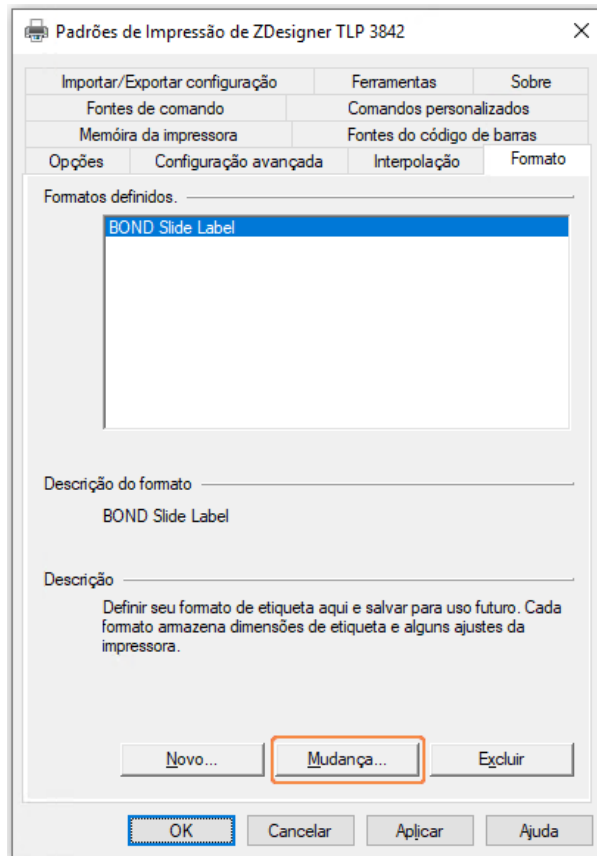 Padrões de Impressão de ZDesigner TLP 3842
Importar/Exportar configuração Ferramentas Sobre
Fontes de comando Comandos personalizados
Memóira da impressora Fontes do código de barras
Opções Configuração avançada Interpolação Formato
Formatos definidos.
BOND Slide Label
Descrição do formato
BOND Slide Label
Descrição
Definir seu formato de etiqueta aqui e salvar para uso futuro. Cada
formato armazena dimensões de etiqueta e alguns ajustes da
impressora.
Novo... Mudança... Excluir
OK Cancelar Aplicar Ajuda